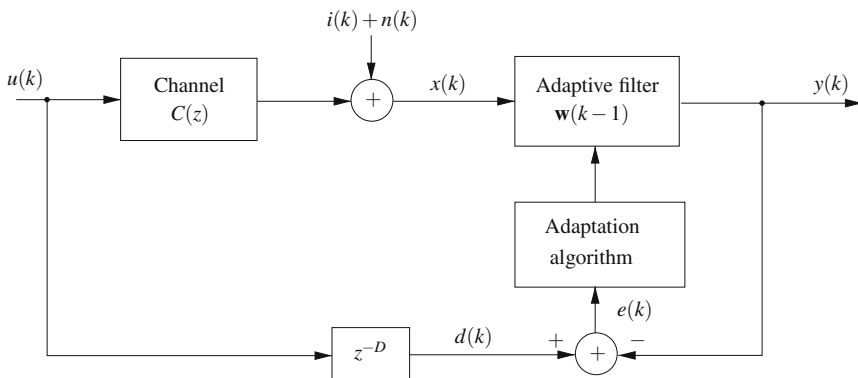 i(k) + n(k)
u(k)
Channel
C(z)
+
x(k)
Adaptive filter
w(k − 1)
y(k)
Adaptation
algorithm
e(k)
z^{−D}
d(k)
+
+
−